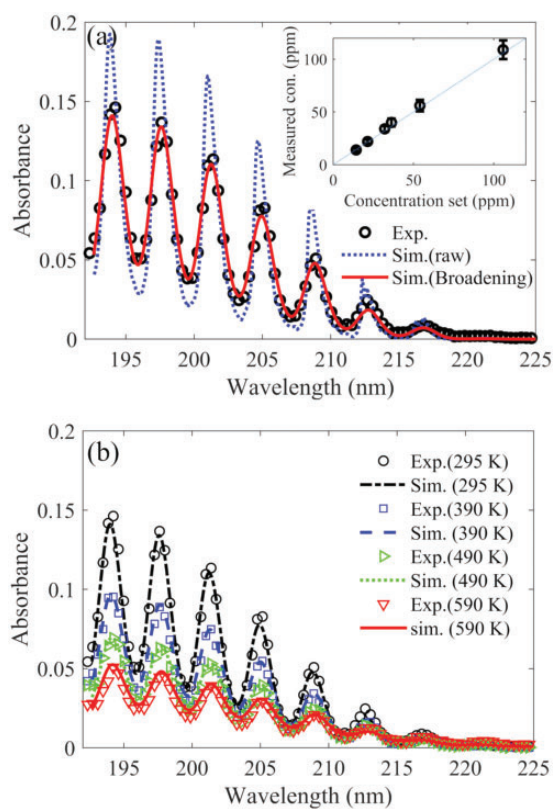 (a)
0.2
0.15
0.1
0.05
0
Absorbance
195 200 205 210 215 220 225
Wavelength (nm)
Measured con. (ppm)
100
50
0
0 50 100
Concentration set (ppm)
Exp.
Sim.(raw)
Sim.(Broadening)
(b)
0.2
0.15
0.1
0.05
0
Absorbance
195 200 205 210 215 220 225
Wavelength (nm)
Exp.(295 K)
Sim. (295 K)
Exp.(390 K)
Sim. (390 K)
Exp.(490 K)
Sim. (490 K)
Exp.(590 K)
sim. (590 K)